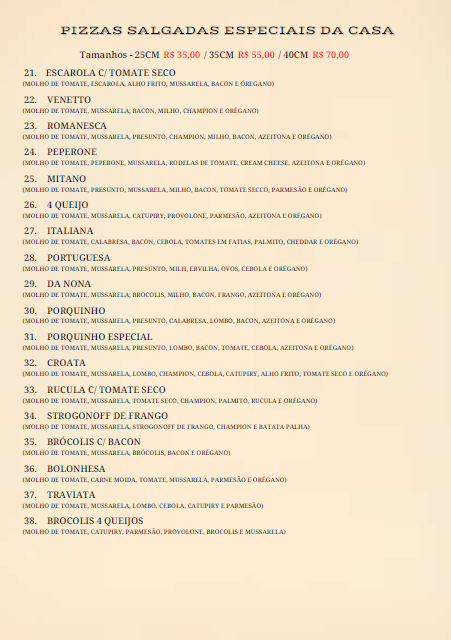 PIZZAS SALGADAS ESPECIAIS DA CASA
Tamanhos - 25CM R$ 35,00 / 35CM R$ 55,00 / 40CM R$ 70,00
21. ESCAROLA C/ TOMATE SECO
(MOLHO DE TOMATE, ESCAROLA, ALHO FRITO, MUSSARELA, BACON E ÓREGANO)
22. VENETTO
(MOLHO DE TOMATE, MUSSARELA, BACON, MILHO, CHAMPION E ORÉGANO)
23. ROMANESCA
(MOLHO DE TOMATE, MUSSARELA, PRESUNTO, CHAMPION, MILHO, BACON, AZEITONA E ORÉGANO)
24. PEPERONE
(MOLHO DE TOMATE, PEPERONE, MUSSARELA, RODELAS DE TOMATE, CREAM CHEESE, AZEITONA E ORÉGANO)
25. MITANO
(MOLHO DE TOMATE, PRESUNTO, MUSSARELA, MILHO, BACON, TOMATE SECCO, PARMESÃO E ORÉGANO)
26. 4 QUEIJO
(MOLHO DE TOMATE, MUSSARELA, CATUPIRY, PROVOLONE, PARMESÃO, AZEITONA E ORÉGANO)
27. ITALIANA
(MOLHO DE TOMATE, CALABRESA, BACON, CEBOLA, TOMATES EM FATIAS, PALMITO, CHEDDAR E ORÉGANO)
28. PORTUGUESA
(MOLHO DE TOMATE, MUSSARELA, PRESUNTO, MILH, ERVILHA, OVOS, CEBOLA E ORÉGANO)
29. DA NONA
(MOLHO DE TOMATE, MUSSARELA, BROCOLIS, MILHO, BACON, FRANGO, AZEITONA E ORÉGANO)
30. PORQUINHO
(MOLHO DE TOMATE, MUSSARELA, PRESUNTO, CALABRESA, LOMBO, BACON, AZEITONA E ORÉGANO)
31. PORQUINHO ESPECIAL
(MOLHO DE TOMATE, MUSSARELA, PRESUNTO, LOMBO, BACON, TOMATE, CEBOLA, AZEITONA E ORÉGANO)
32. CROATA
(MOLHO DE TOMATE, MUSSARELA, LOMBO, CHAMPION, CEBOLA, CATUPIRY, ALHO FRITO, TOMATE SECO E ORÉGANO)
33. RUCULA C/ TOMATE SECO
(MOLHO DE TOMATE, MUSSARELA, TOMATE SECO, CHAMPION, PALMITO, RUCULA E ORÉGANO)
34. STROGONOFF DE FRANGO
(MOLHO DE TOMATE, MUSSARELA, STROGONOFF DE FRANGO, CHAMPION E BATATA PALHA)
35. BRÓCOLIS C/ BACON
(MOLHO DE TOMATE, MUSSARELA, BRÓCOLIS, BACON E ORÉGANO)
36. BOLONHESA
(MOLHO DE TOMATE, CARNE MOIDA, TOMATE, MUSSARELA, PARMESÃO E ORÉGANO)
37. TRAVIATA
(MOLHO DE TOMATE, MUSSARELA, LOMBO, CEBOLA, CATUPIRY E PARMESÃO)
38. BROCOLIS 4 QUEIJOS
(MOLHO DE TOMATE, CATUPIRY, PARMESÃO, PROVOLONE, BROCOLIS E MUSSARELA)